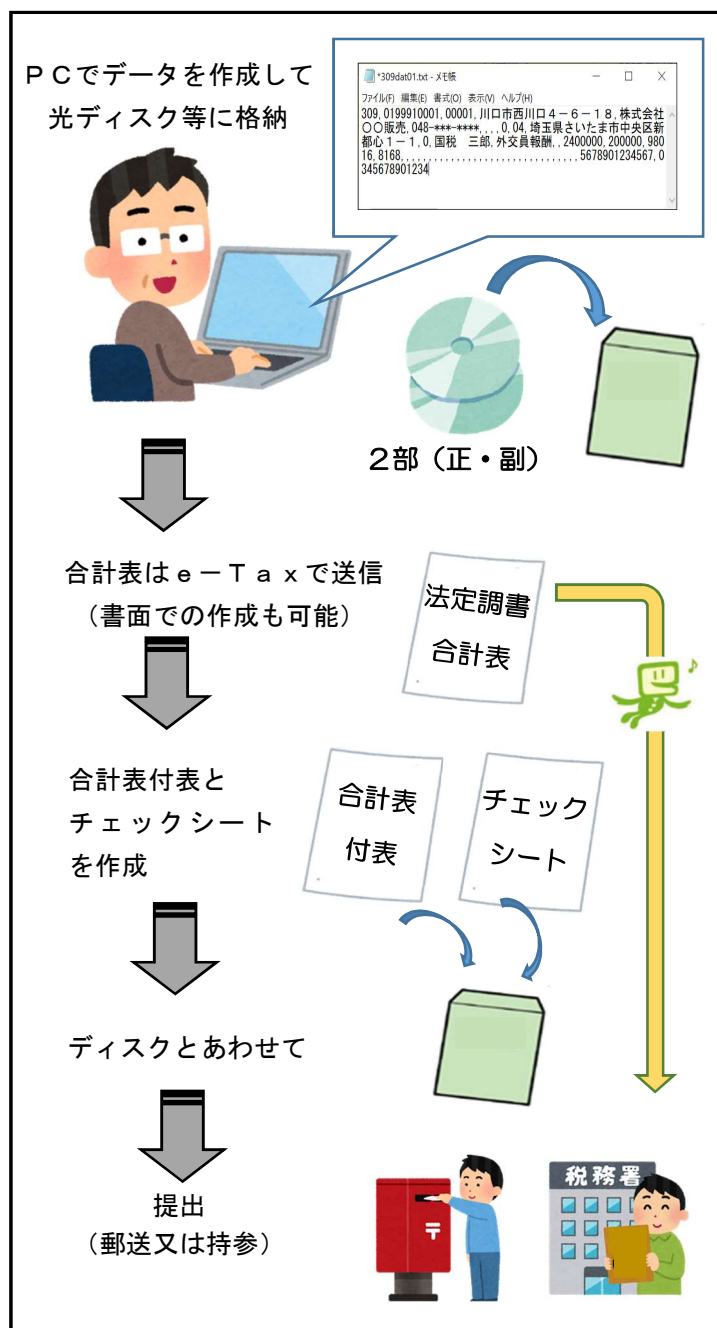 ＰＣでデータを作成して
光ディスク等に格納
*309dat01.txt - メモ帳
ファイル(F) 編集(E) 書式(O) 表示(V) ヘルプ(H)
309,0199910001,00001,川口市西川口４－６－１８,株式会社
〇〇販売,048-***-****,,,,0,04,埼玉県さいたま市中央区新
都心１－１,0,国税　三郎,外交員報酬,,2400000,200000,980
16,8168,,,,,,,,,,,,,,,,,,,,,,,,,,,,,,5678901234567,0
345678901234
２部（正・副）
合計表はｅ－Ｔａｘで送信
（書面での作成も可能）
法定調書
合計表
合計表付表と
チェックシート
を作成
合計表
付表
チェック
シート
ディスクとあわせて
提出
（郵送又は持参）
〒
税務署